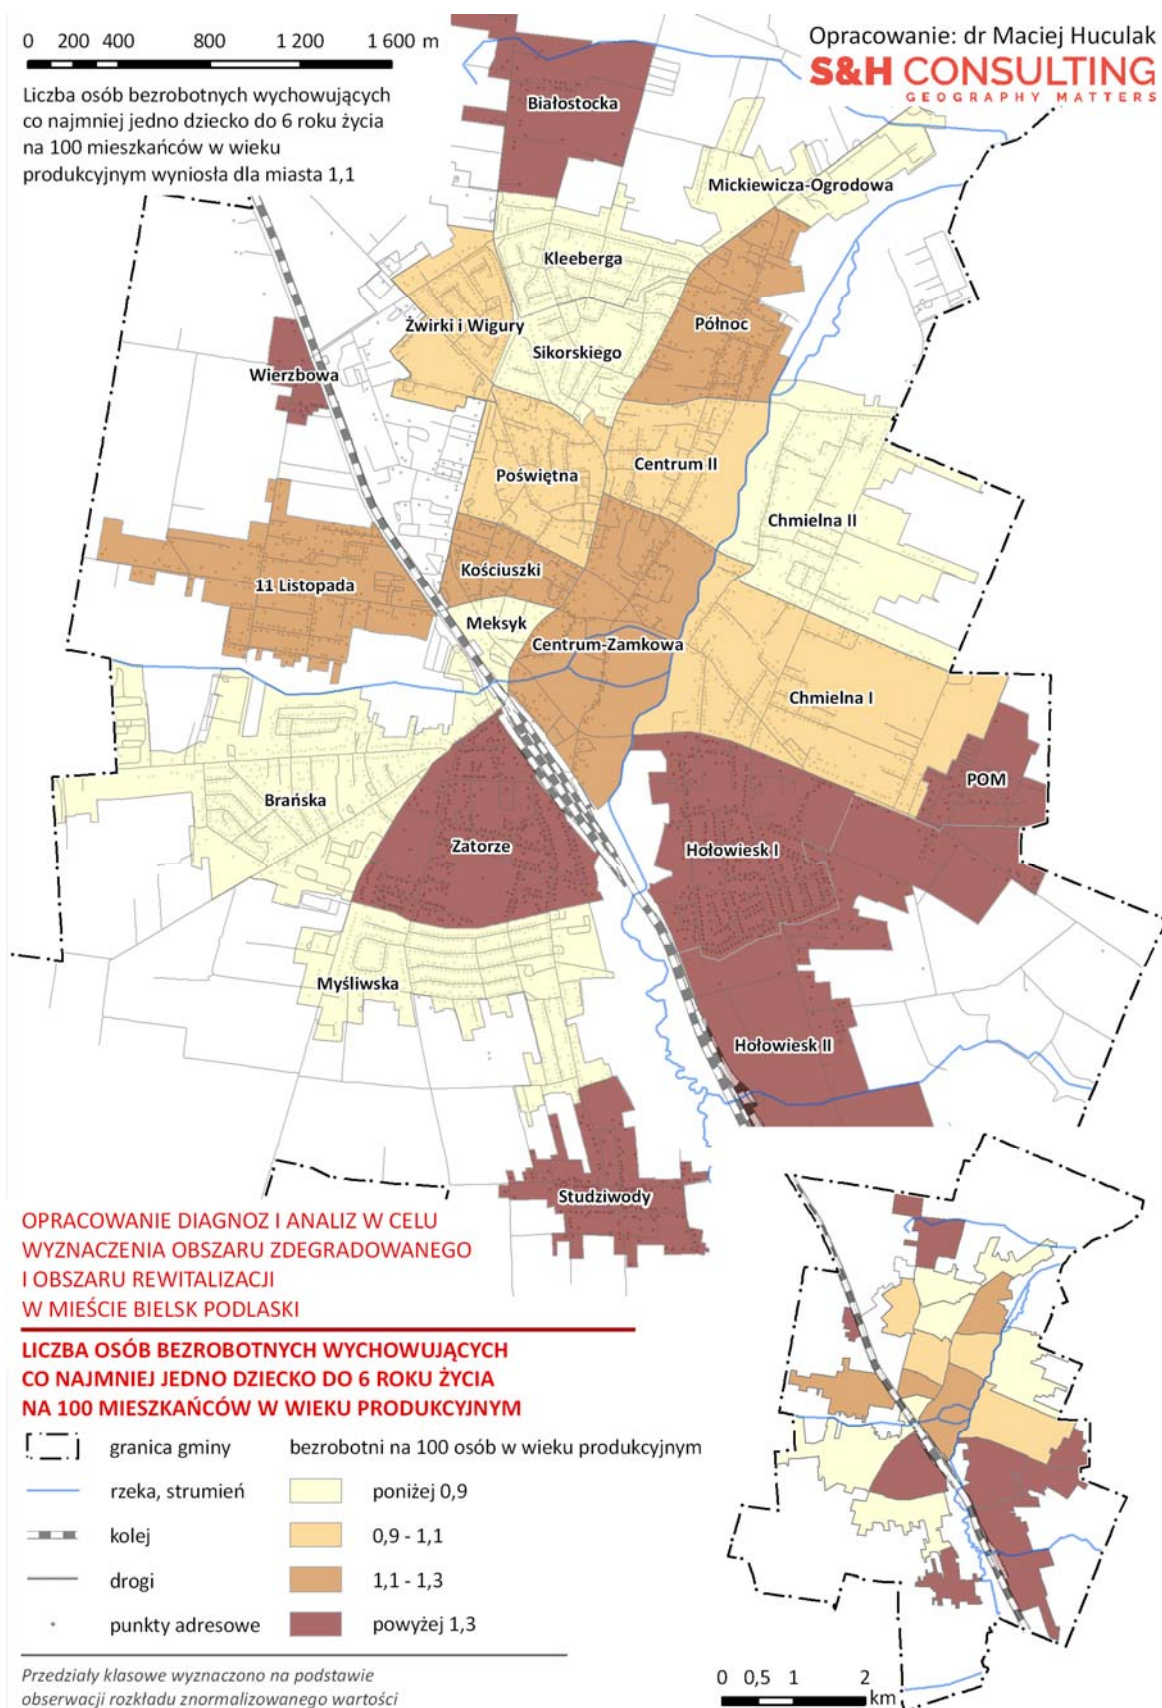 0 200 400 800 1 200 1 600 m
Opracowanie: dr Maciej Huculak
S&H CONSULTING
GEOGRAPHY MATTERS
Liczba osób bezrobotnych wychowujących
co najmniej jedno dziecko do 6 roku życia
na 100 mieszkańców w wieku
produkcyjnym wyniosła dla miasta 1,1
Białostocka
Mickiewicza-Ogrodowa
Kleeberga
Żwirki i Wigury
Północ
Sikorskiego
Wierzbowa
Centrum II
Poświętna
Chmielna II
Kościuszki
11 Listopada
Meksyk
Centrum-Zamkowa
Chmielna I
POM
Brańska
Zatorze
Hołowiesk I
Myśliwska
Hołowiesk II
Studziwody
OPRACOWANIE DIAGNOZ I ANALIZ W CELU
WYZNACZENIA OBSZARU ZDEGRADOWANEGO
I OBSZARU REWITALIZACJI
W MIEŚCIE BIELSK PODLASKI
LICZBA OSÓB BEZROBOTNYCH WYCHOWUJĄCYCH
CO NAJMNIEJ JEDNO DZIECKO DO 6 ROKU ŻYCIA
NA 100 MIESZKAŃCÓW W WIEKU PRODUKCYJNYM
granica gminy bezrobotni na 100 osób w wieku produkcyjnym
rzeka, strumień poniżej 0,9
kolej 0,9 - 1,1
drogi 1,1 - 1,3
punkty adresowe powyżej 1,3
Przedziały klasowe wyznaczono na podstawie
obserwacji rozkładu znormalizowanego wartości
0 0,5 1 2
km